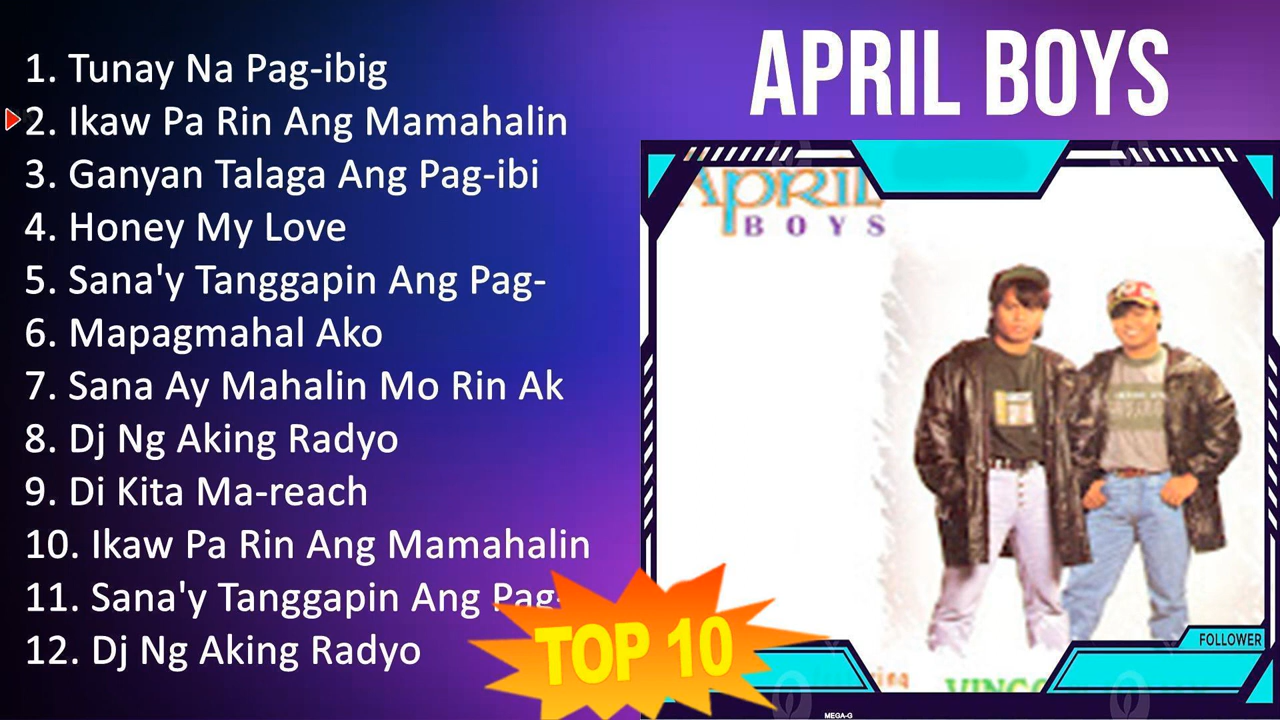 APRIL BOYS
1. Tunay Na Pag-ibig
2. Ikaw Pa Rin Ang Mamahalin
3. Ganyan Talaga Ang Pag-ibi
4. Honey My Love
5. Sana'y Tanggapin Ang Pag-
6. Mapagmahal Ako
7. Sana Ay Mahalin Mo Rin Ak
8. Dj Ng Aking Radyo
9. Di Kita Ma-reach
10. Ikaw Pa Rin Ang Mamahalin
11. Sana'y Tanggapin Ang Pag-
12. Dj Ng Aking Radyo
APRIL
BOYS
TOP 10
FOLLOWER
MEGA-G